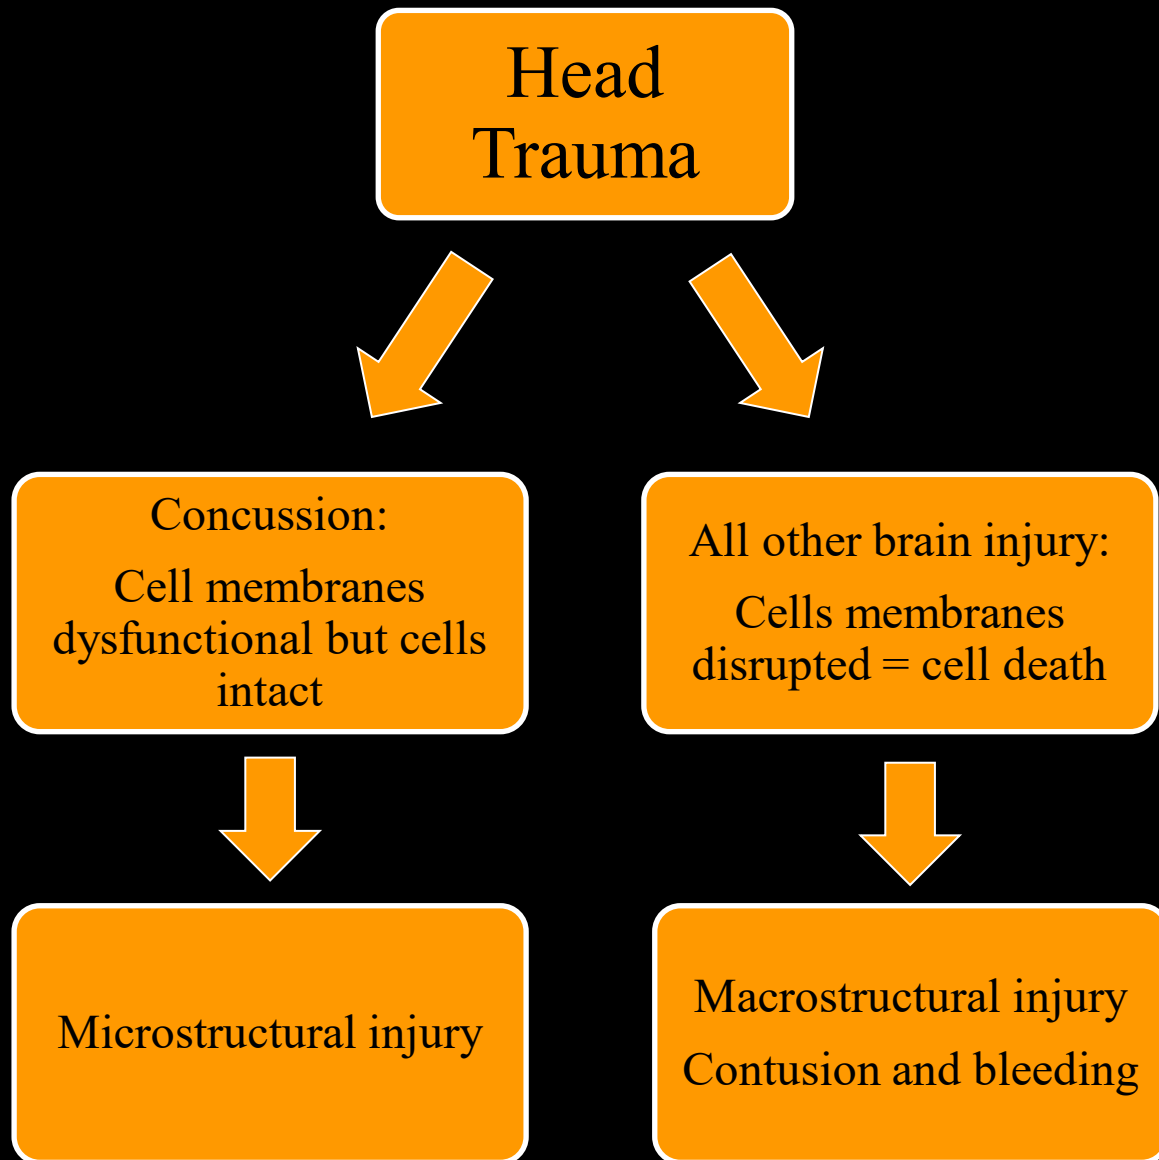 Head
Trauma
Concussion:
Cell membranes
dysfunctional but cells
intact
All other brain injury:
Cells membranes
disrupted = cell death
Microstructural injury
Macrostructural injury
Contusion and bleeding